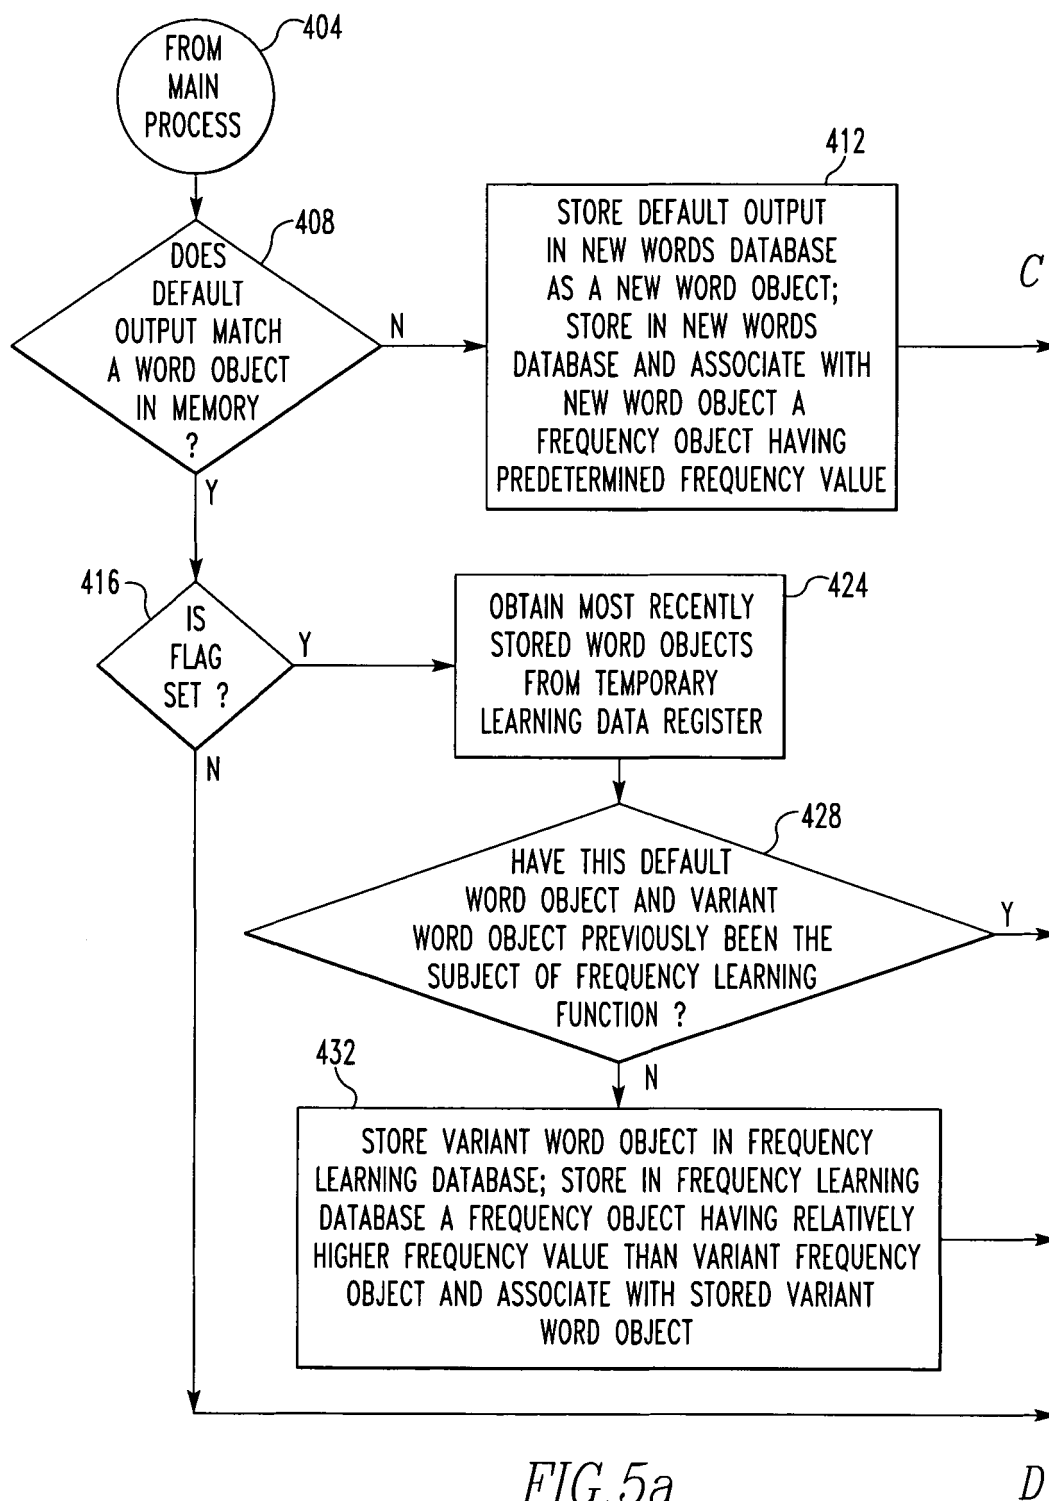 404
FROM
MAIN
PROCESS
408
DOES
DEFAULT
OUTPUT MATCH
A WORD OBJECT
IN MEMORY
?
N
Y
412
STORE DEFAULT OUTPUT
IN NEW WORDS DATABASE
AS A NEW WORD OBJECT;
STORE IN NEW WORDS
DATABASE AND ASSOCIATE WITH
NEW WORD OBJECT A
FREQUENCY OBJECT HAVING
PREDETERMINED FREQUENCY VALUE
C
416
IS
FLAG
SET ?
Y
N
424
OBTAIN MOST RECENTLY
STORED WORD OBJECTS
FROM TEMPORARY
LEARNING DATA REGISTER
428
HAVE THIS DEFAULT
WORD OBJECT AND VARIANT
WORD OBJECT PREVIOUSLY BEEN THE
SUBJECT OF FREQUENCY LEARNING
FUNCTION ?
Y
N
432
STORE VARIANT WORD OBJECT IN FREQUENCY
LEARNING DATABASE; STORE IN FREQUENCY LEARNING
DATABASE A FREQUENCY OBJECT HAVING RELATIVELY
HIGHER FREQUENCY VALUE THAN VARIANT FREQUENCY
OBJECT AND ASSOCIATE WITH STORED VARIANT
WORD OBJECT
FIG.5a
D